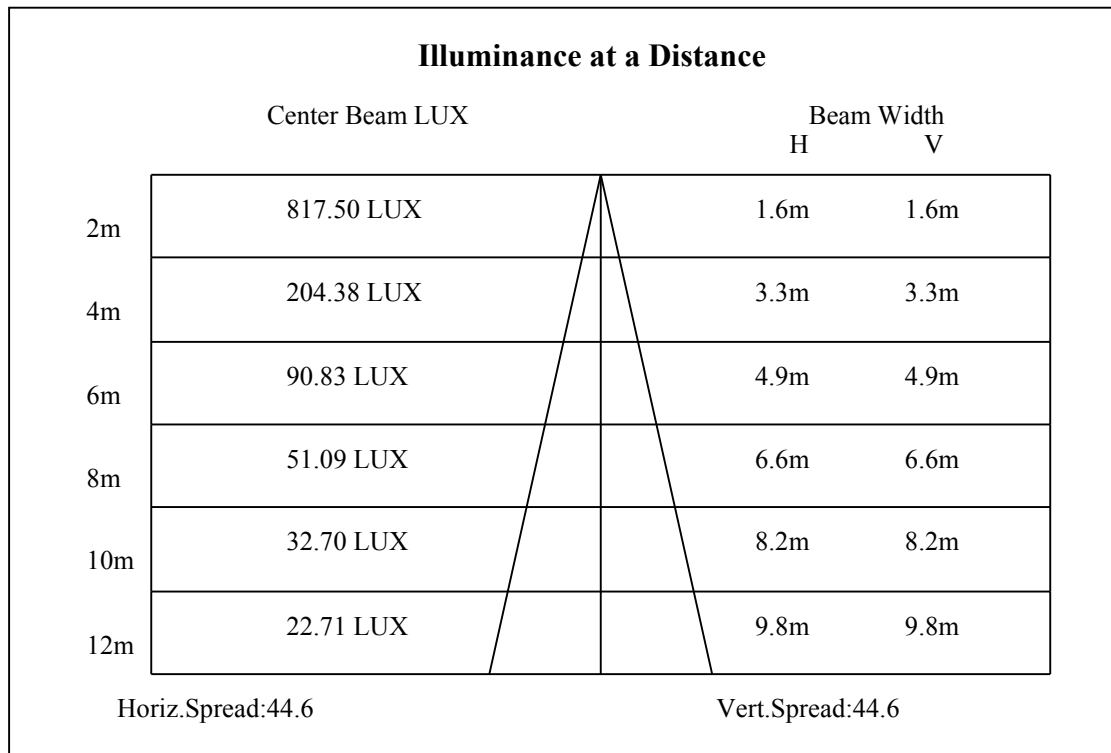 Illuminance at a Distance
Center Beam LUX Beam Width
H V
2m 817.50 LUX 1.6m 1.6m
4m 204.38 LUX 3.3m 3.3m
6m 90.83 LUX 4.9m 4.9m
8m 51.09 LUX 6.6m 6.6m
10m 32.70 LUX 8.2m 8.2m
12m 22.71 LUX 9.8m 9.8m
Horiz.Spread:44.6 Vert.Spread:44.6